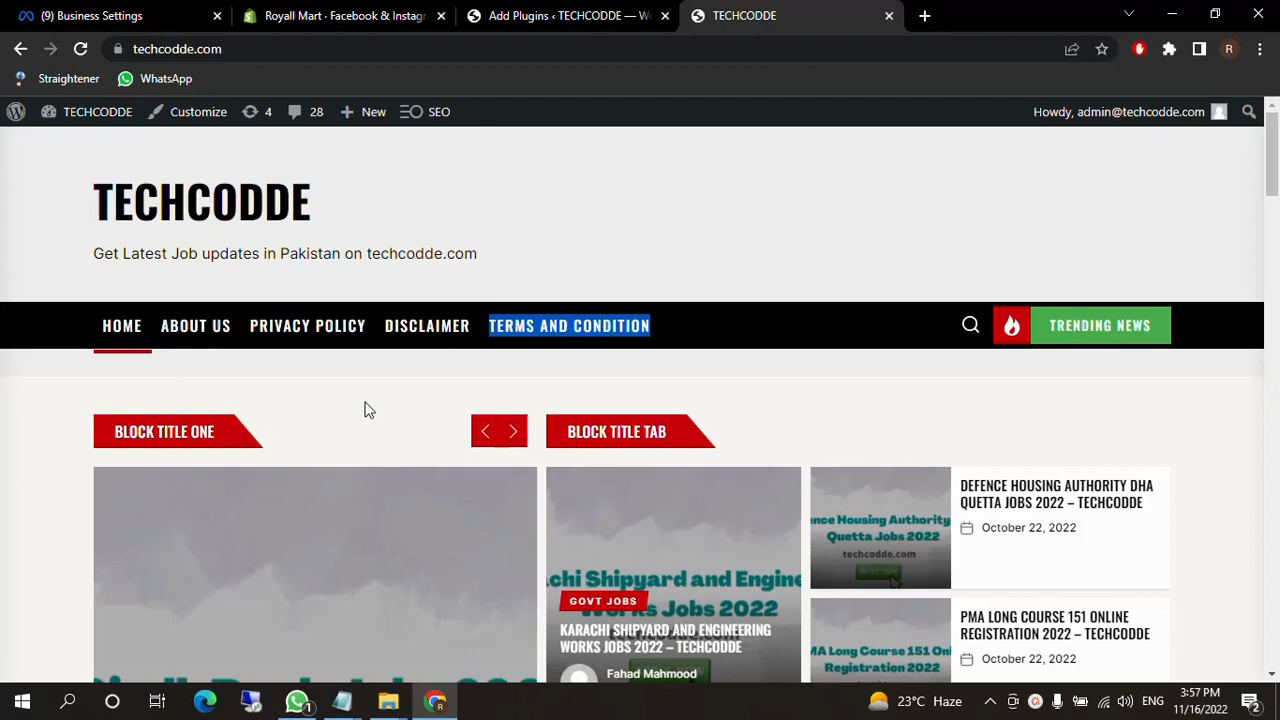 (9) Business Settings
Royall Mart · Facebook & Instagr
Add Plugins ‹ TECHCODDE — W
TECHCODDE
techcodde.com
R
Straightener
WhatsApp
TECHCODDE
Customize
4
28
New
SEO
Howdy, admin@techcodde.com
TECHCODDE
Get Latest Job updates in Pakistan on techcodde.com
HOME
ABOUT US
PRIVACY POLICY
DISCLAIMER
TERMS AND CONDITION
TRENDING NEWS
BLOCK TITLE ONE
BLOCK TITLE TAB
chi Shipyard and Engine
Works Jobs 2022
GOVT JOBS
KARACHI SHIPYARD AND ENGINEERING
WORKS JOBS 2022 – TECHCODDE
Fahad Mahmood
ence Housing Authority
Quetta Jobs 2022
techcodde.com
DEFENCE HOUSING AUTHORITY DHA
QUETTA JOBS 2022 – TECHCODDE
October 22, 2022
MA Long Course 151 Onl
Registration 2022
PMA LONG COURSE 151 ONLINE
REGISTRATION 2022 – TECHCODDE
October 22, 2022
1
R
23°C Haze
ENG
3:57 PM
11/16/2022
2